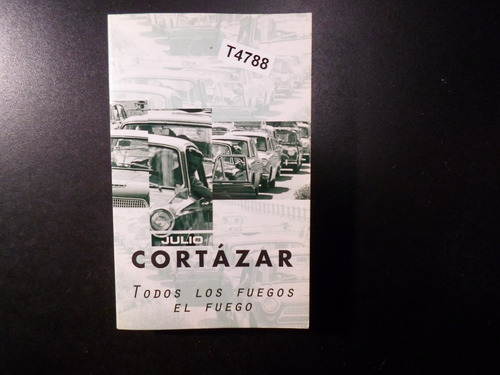 T4788
JULIO
CORTÁZAR
TODOS LOS FUEGOS
EL FUEGO